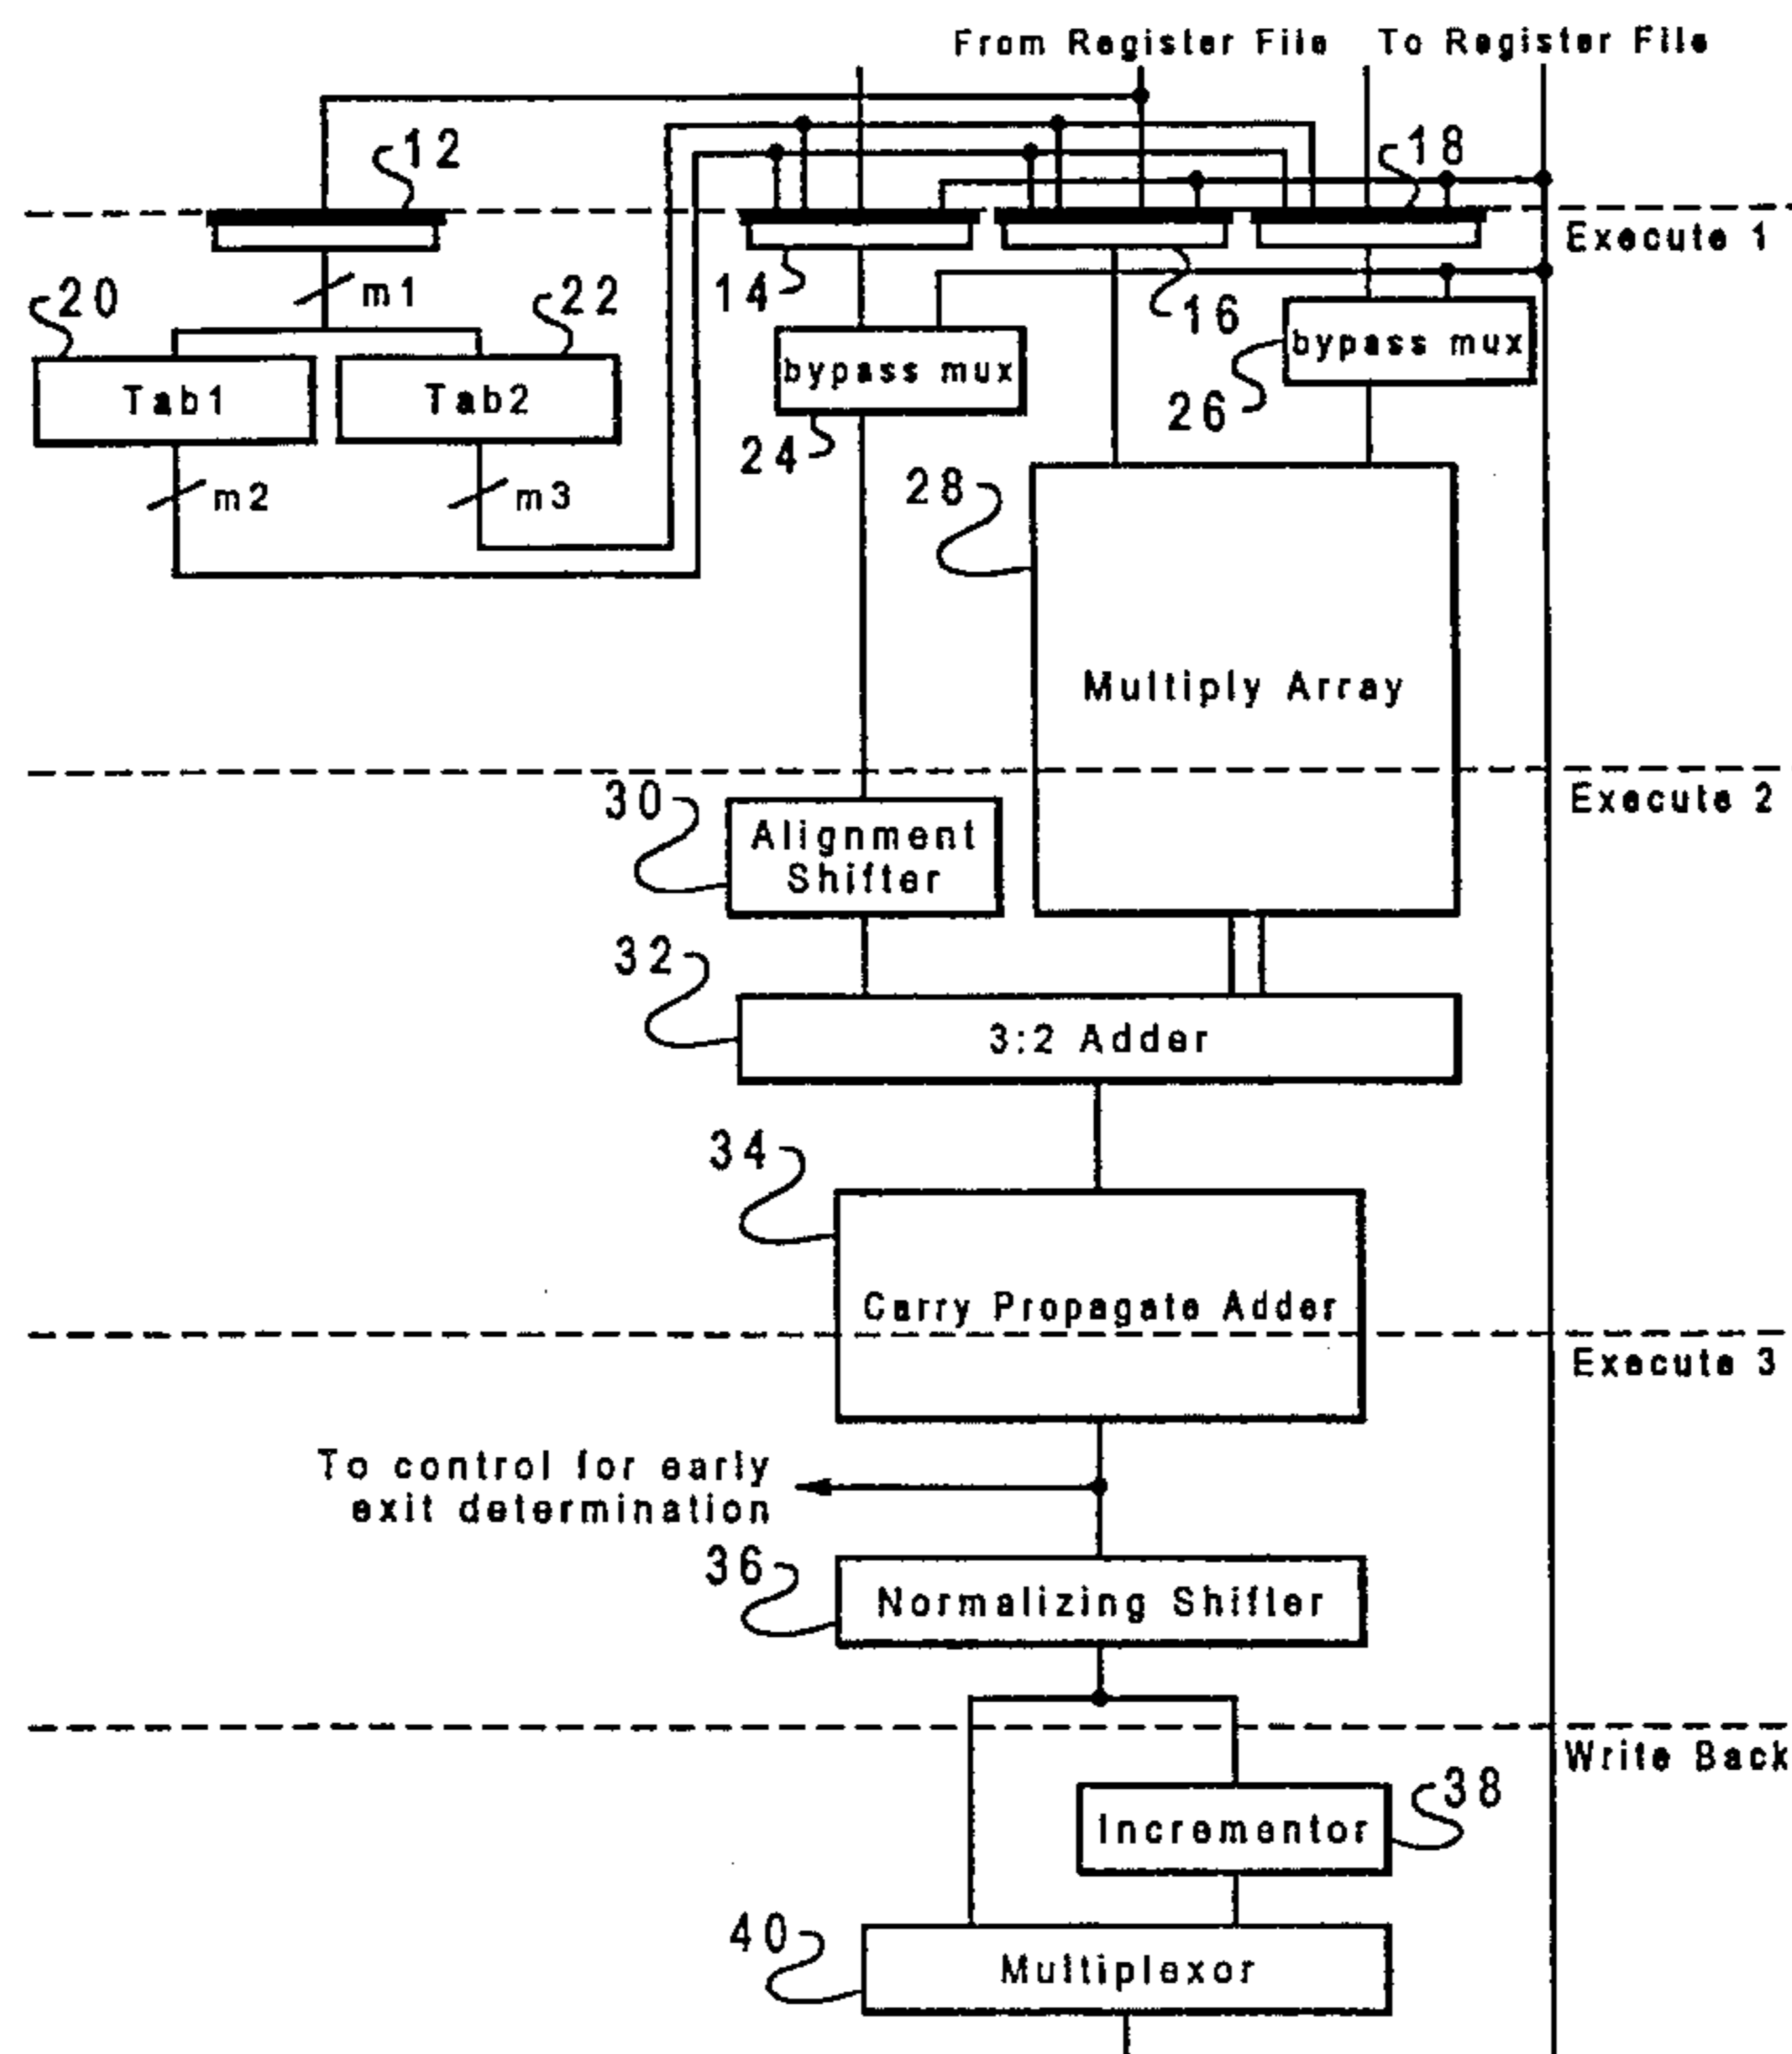 From Register File To Register File
12
18
Execute 1
m1
14
16
20
22
bypass mux
bypass mux
Tab1
Tab2
24
26
m2
m3
28
Multiply Array
Execute 2
30
Alignment
Shifter
32
3:2 Adder
34
Carry Propagate Adder
Execute 3
To control for early
exit determination
36
Normalizing Shifter
Write Back
38
Incrementor
40
Multiplexor